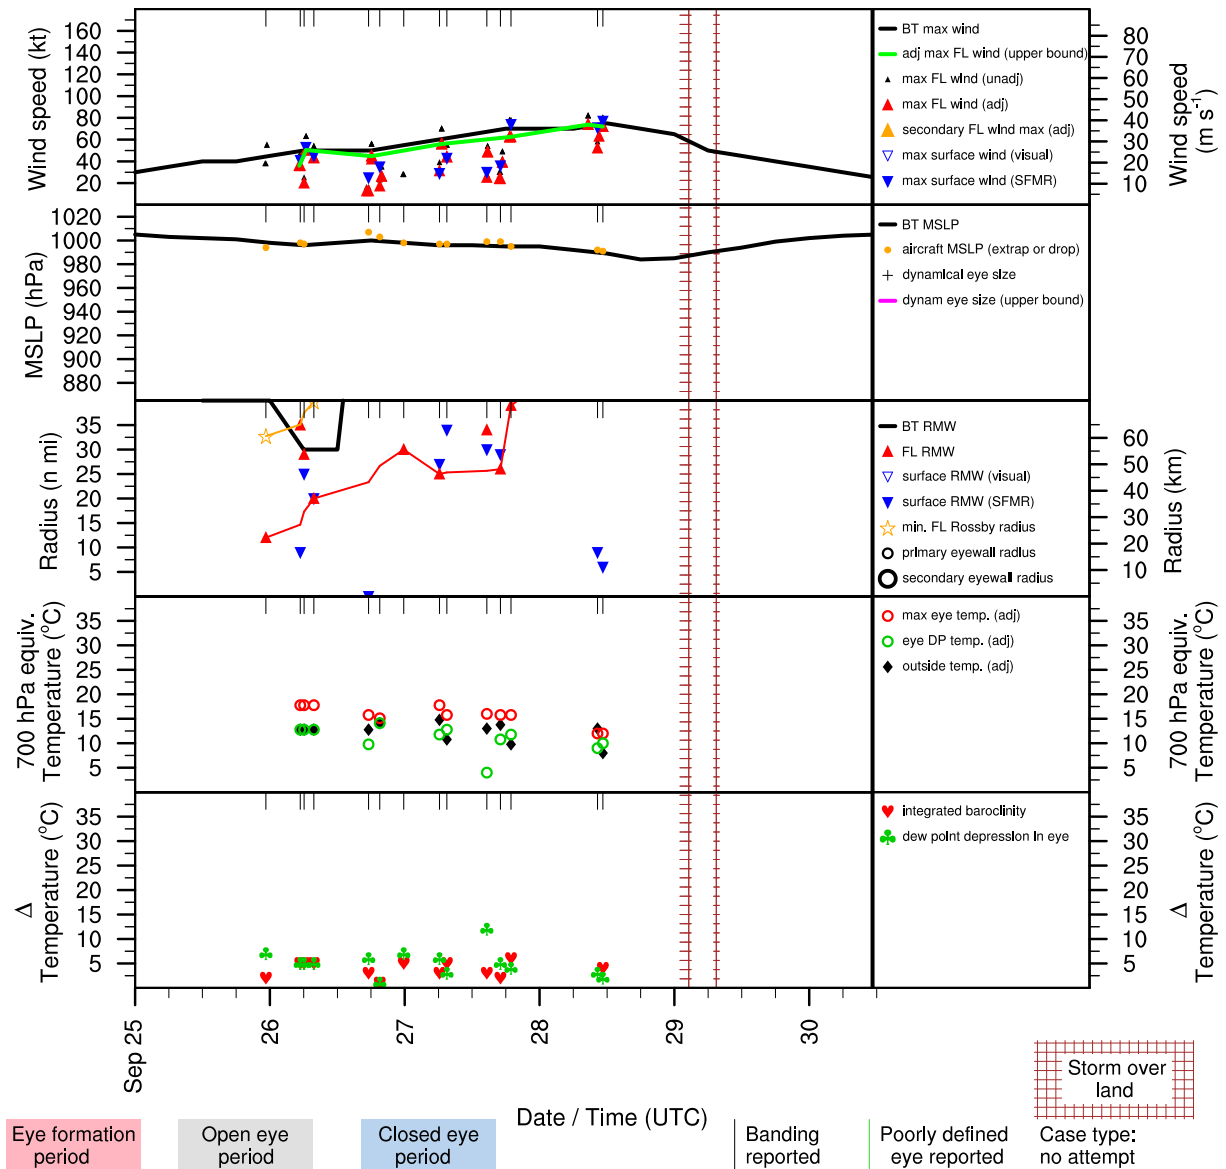 160
140
120
100
80
60
40
20
Wind speed (kt)
80
70
60
50
40
30
20
10
Wind speed (m s-1)
BT max wind
adj max FL wind (upper bound)
max FL wind (unadj)
max FL wind (adj)
secondary FL wind max (adj)
max surface wind (visual)
max surface wind (SFMR)
1020
1000
980
960
940
920
900
880
MSLP (hPa)
BT MSLP
aircraft MSLP (extrap or drop)
dynamical eye size
dynam eye size (upper bound)
35
30
25
20
15
10
5
Radius (n mi)
60
50
40
30
20
10
Radius (km)
BT RMW
FL RMW
surface RMW (visual)
surface RMW (SFMR)
min. FL Rossby radius
primary eyewall radius
secondary eyewall radius
35
30
25
20
15
10
5
700 hPa equiv.
Temperature (°C)
35
30
25
20
15
10
5
700 hPa equiv.
Temperature (°C)
max eye temp. (adj)
eye DP temp. (adj)
outside temp. (adj)
35
30
25
20
15
10
5
Δ
Temperature (°C)
35
30
25
20
15
10
5
Δ
Temperature (°C)
integrated baroclinity
dew point depression in eye
Sep 25
26
27
28
29
30
Date / Time (UTC)
Storm over
land
Eye formation
period
Open eye
period
Closed eye
period
Banding
reported
Poorly defined
eye reported
Case type:
no attempt